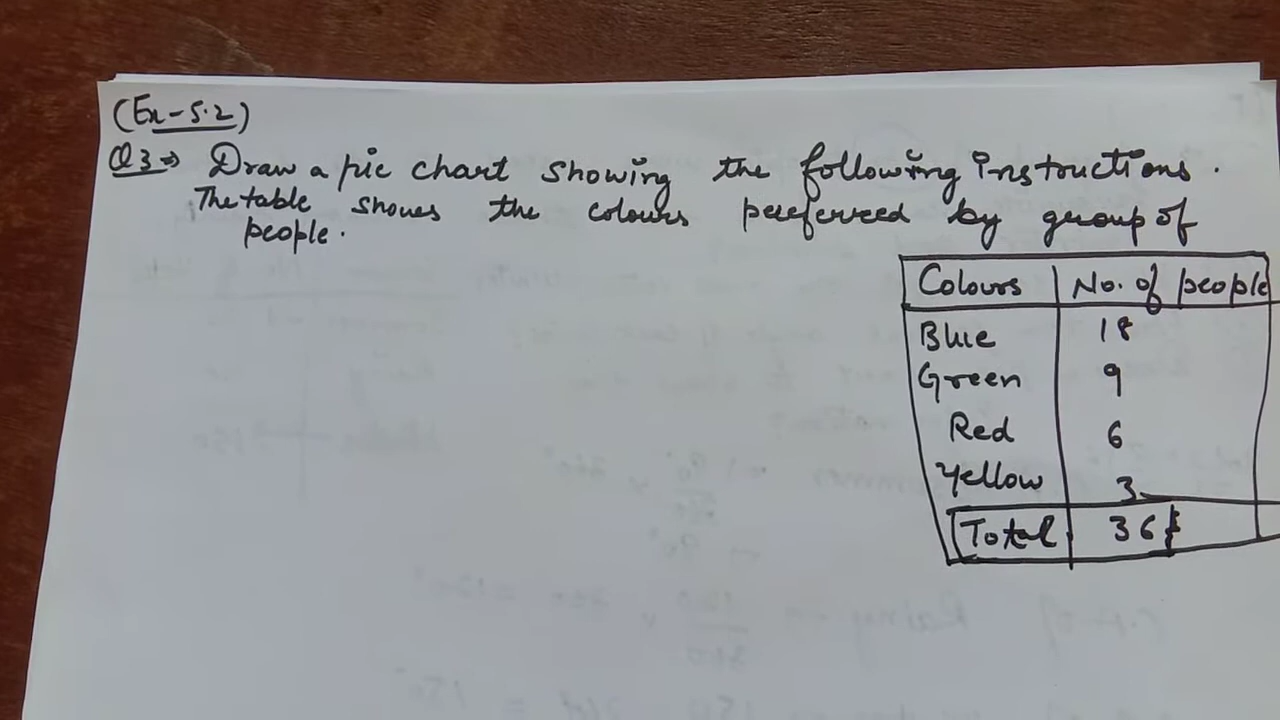 (Ex-5.2)
Q3⇒ Draw a pie chart showing the following instructions.
The table shows the colours preferred by group of
people.
Colours No. of people
Blue 18
Green 9
Red 6
Yellow 3
Total 36